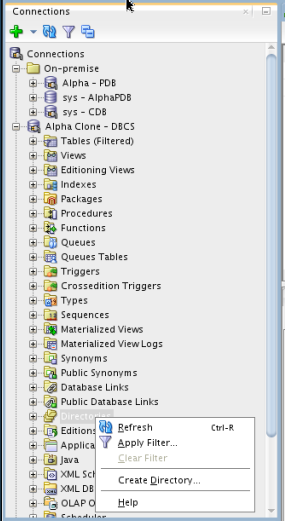 Connections
Connections
On-premise
Alpha - PDB
sys - AlphaPDB
sys - CDB
Alpha Clone - DBCS
Tables (Filtered)
Views
Editioning Views
Indexes
Packages
Procedures
Functions
Queues
Queues Tables
Triggers
Crossedition Triggers
Types
Sequences
Materialized Views
Materialized View Logs
Synonyms
Public Synonyms
Database Links
Public Database Links
Directories
Editions
Refresh Ctrl-R
Applica
Apply Filter...
Java
Clear Filter
XML Sch
XML DB
Create Directory...
OLAP O
Help
Scheduler